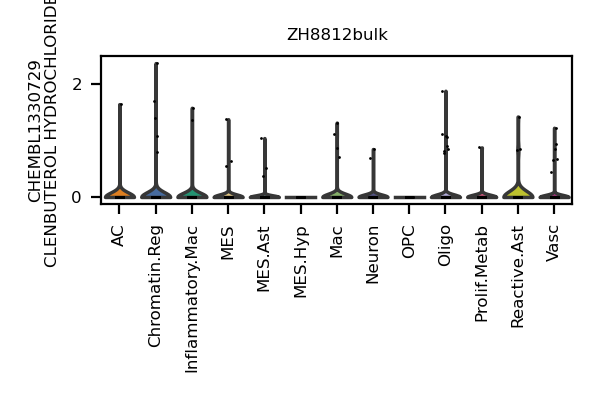 ZH8812bulk
CHEMBL1330729
CLENBUTEROL HYDROCHLORIDE
2
0
AC
Chromatin.Reg
Inflammatory.Mac
MES
MES.Ast
MES.Hyp
Mac
Neuron
OPC
Oligo
Prolif.Metab
Reactive.Ast
Vasc